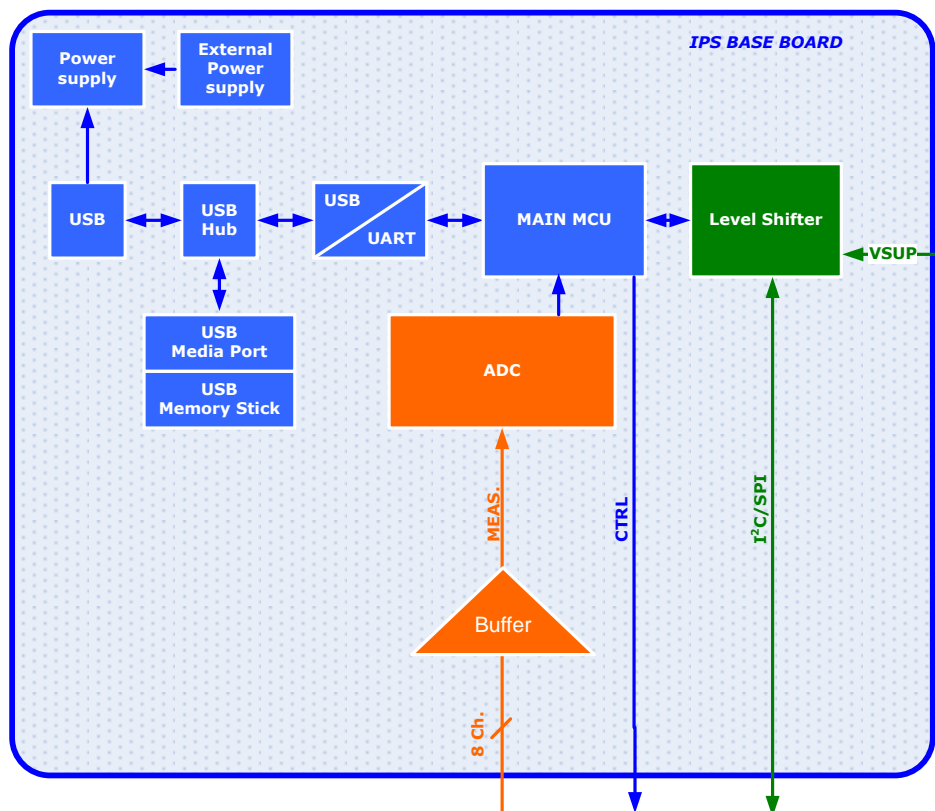 IPS BASE BOARD
Power
supply
External
Power
supply
USB
USB
Hub
USB
UART
MAIN MCU
Level Shifter
VSUP
USB
Media Port
USB
Memory Stick
ADC
MEAS.
CTRL
I²C/SPI
Buffer
8 Ch.